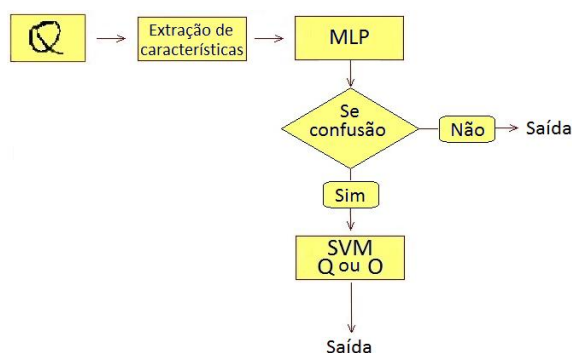 Q
Extração de
características
MLP
Se
confusão
Não
Saída
Sim
SVM
Q ou O
Saída